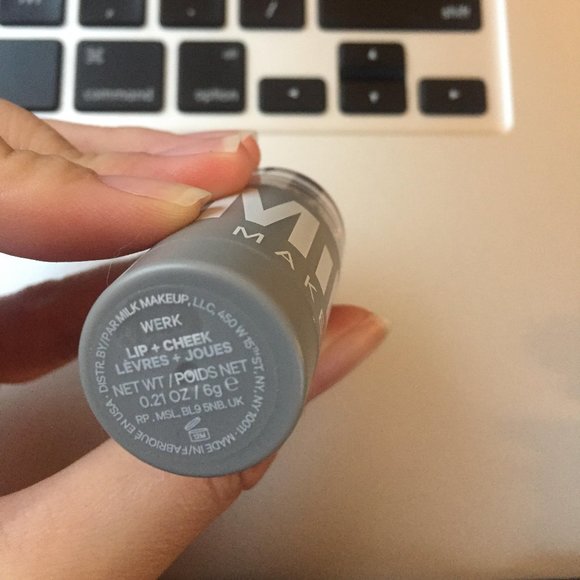 command
option
shift
MI
MAKE
WERK
LIP + CHEEK
LÈVRES + JOUES
NET WT / POIDS NET
0.21 OZ / 6g e
RP. MSL, BL9 5NB. UK
12M
DISTR. BY/PAR MILK MAKEUP, LLC, 450 W 15TH ST, NY, NY 10011 • MADE IN/FABRIQUÉ EN USA •